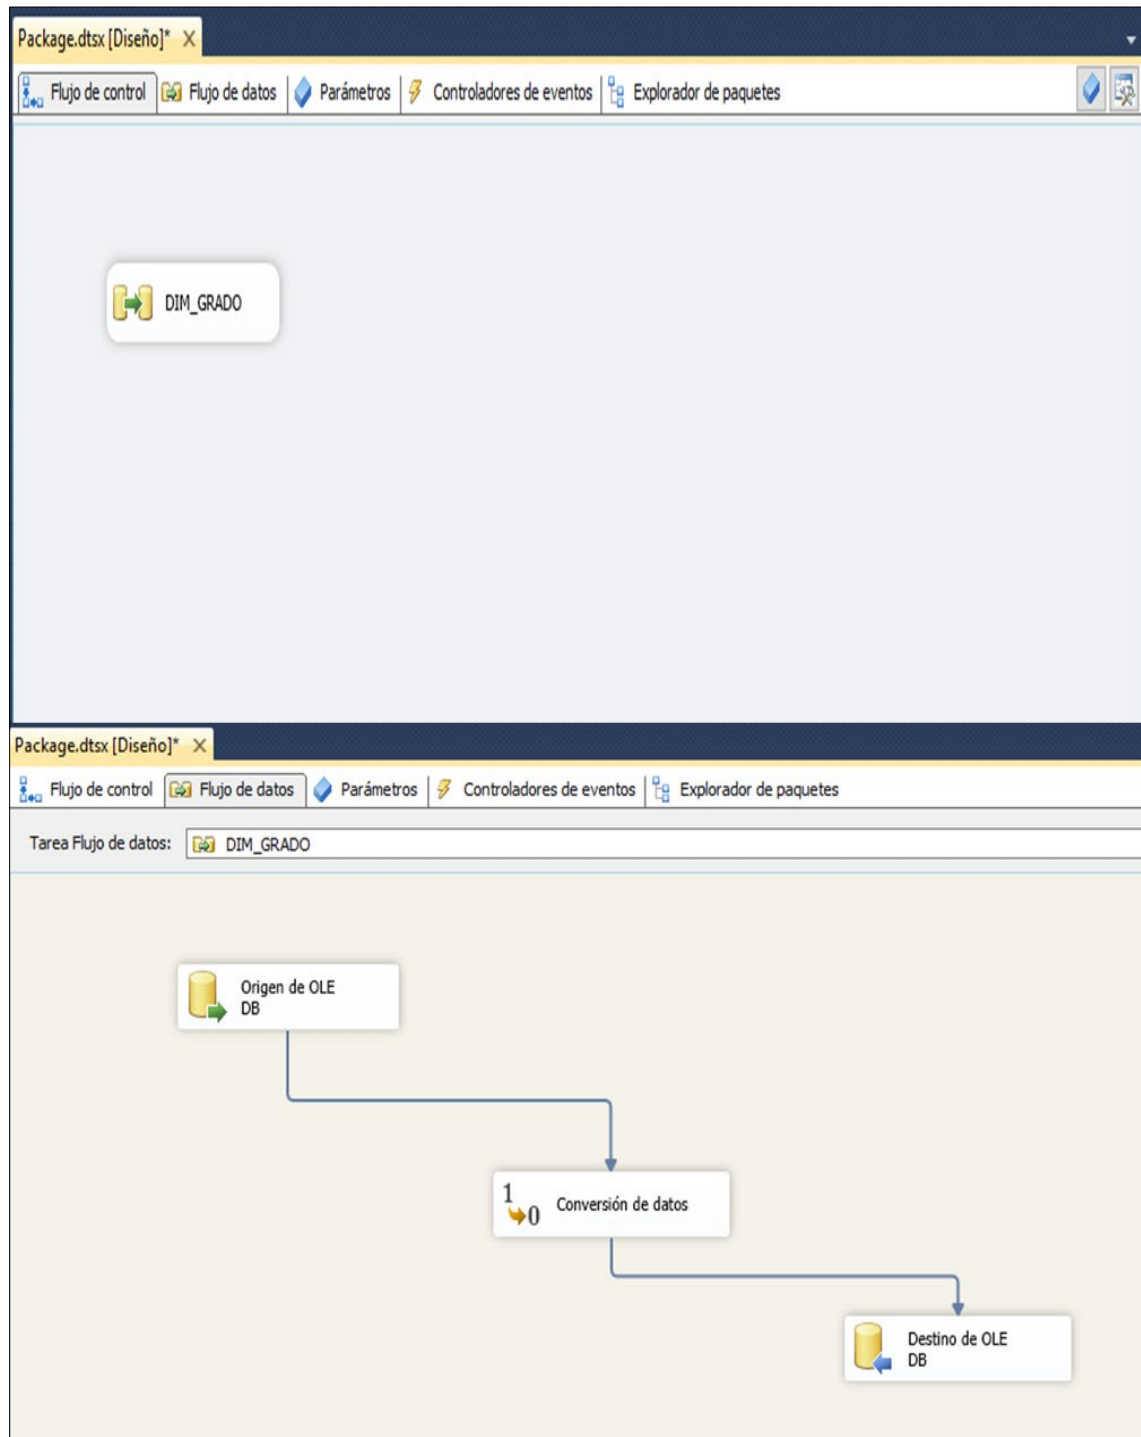 Package.dtsx [Diseño]*
Flujo de control Flujo de datos Parámetros Controladores de eventos Explorador de paquetes
DIM_GRADO
Package.dtsx [Diseño]*
Flujo de control Flujo de datos Parámetros Controladores de eventos Explorador de paquetes
Tarea Flujo de datos: DIM_GRADO
Origen de OLE
DB
1
0
Conversión de datos
Destino de OLE
DB